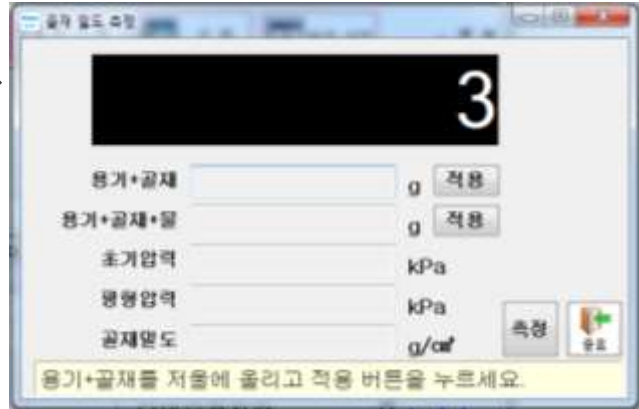 골재 밀도 측정
3
용기+골재 g 적용
용기+골재+물 g 적용
초기압력 kPa
평형압력 kPa
골재밀도 g/㎤
측정 종료
용기+골재를 저울에 올리고 적용 버튼을 누르세요.